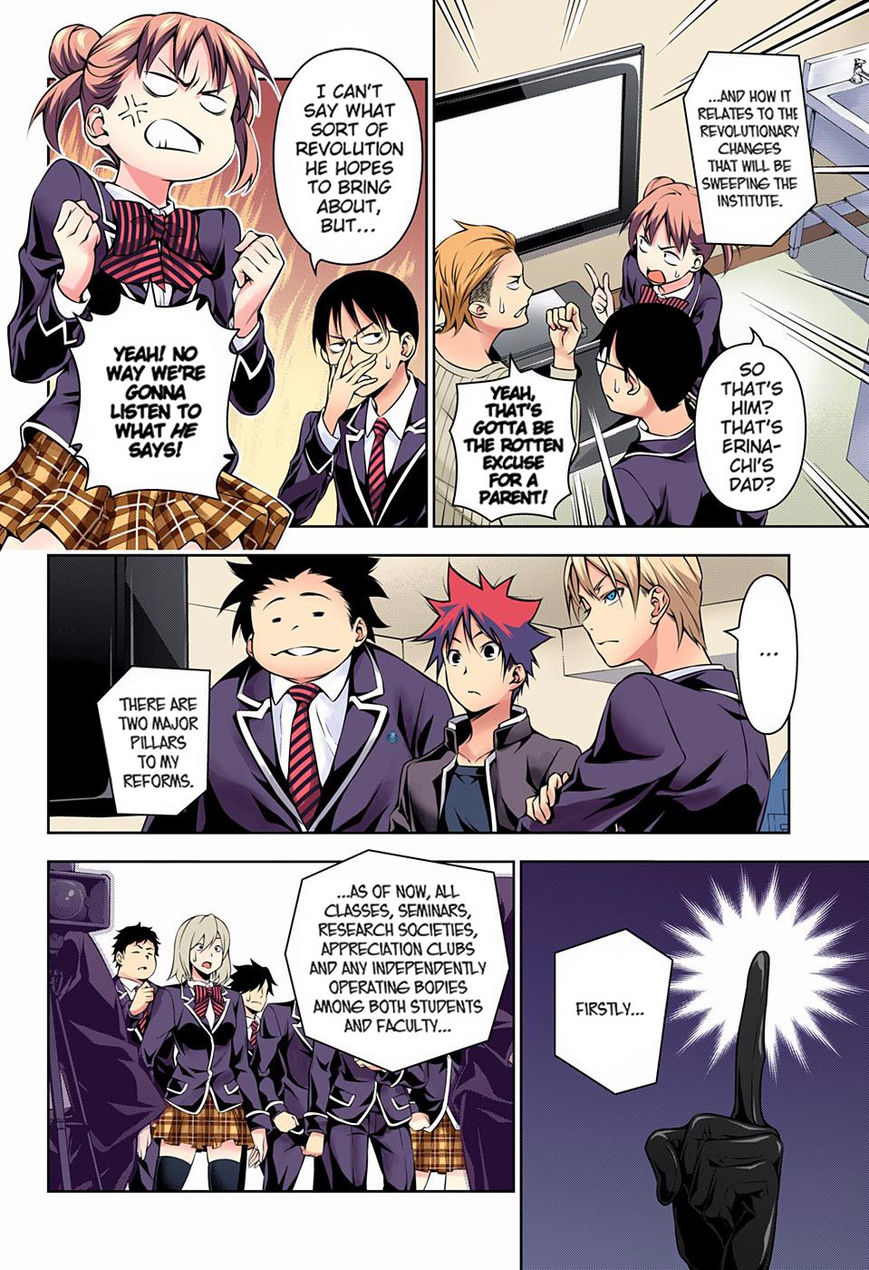 ...AND HOW IT
RELATES TO THE
REVOLUTIONARY
CHANGES
THAT WILL BE
SWEEPING THE
INSTITUTE.
SO
THAT'S
HIM?
THAT'S
ERINA-
CHI'S
DAD?
YEAH,
THAT'S
GOTTA BE
THE ROTTEN
EXCUSE
FOR A
PARENT!
I CAN'T
SAY WHAT
SORT OF
REVOLUTION
HE HOPES
TO BRING
ABOUT,
BUT...
YEAH! NO
WAY WE'RE
GONNA
LISTEN TO
WHAT HE
SAYS!
...
THERE ARE
TWO MAJOR
PILLARS
TO MY
REFORMS.
FIRSTLY...
...AS OF NOW, ALL
CLASSES, SEMINARS,
RESEARCH SOCIETIES,
APPRECIATION CLUBS
AND ANY INDEPENDENTLY
OPERATING BODIES
AMONG BOTH STUDENTS
AND FACULTY...